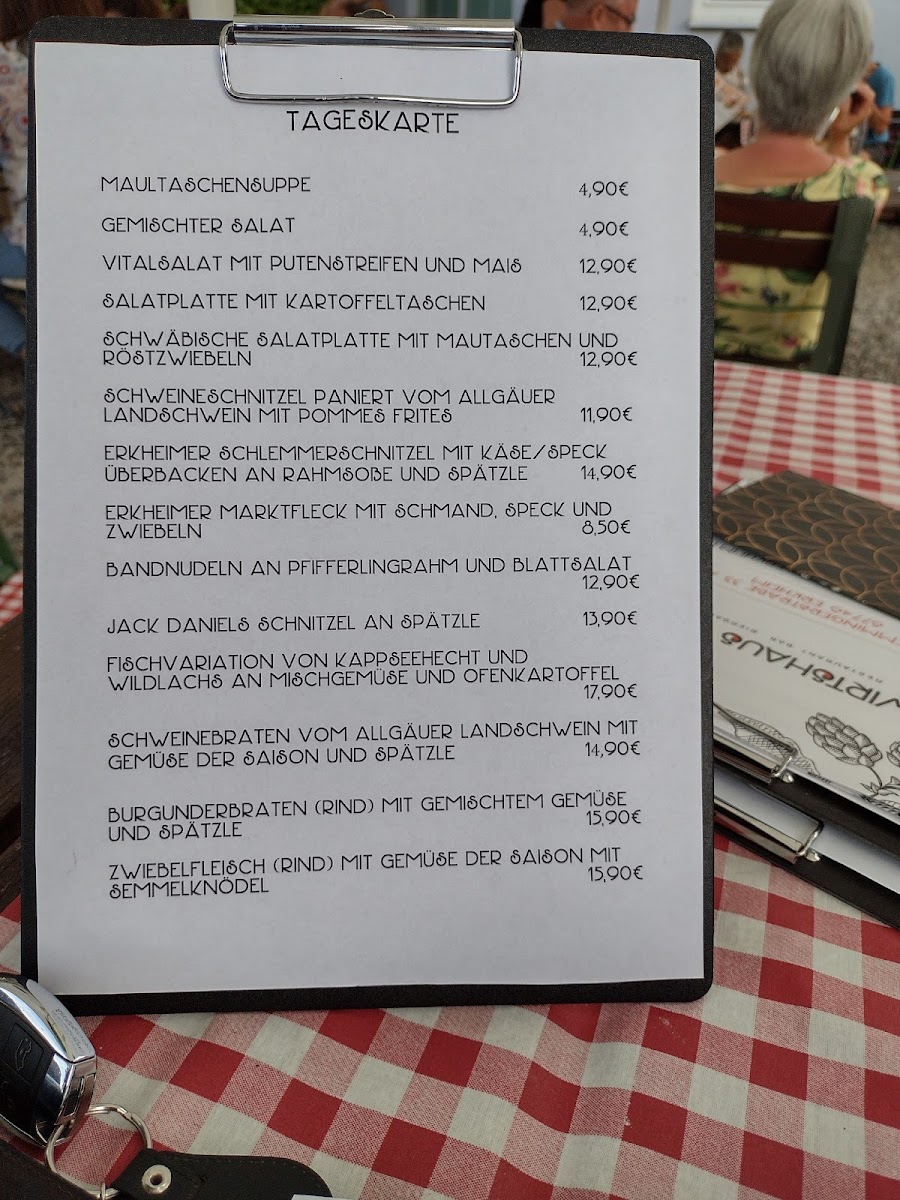 TAGESKARTE
MAULTASCHENSUPPE 4,90€
GEMISCHTER SALAT 4,90€
VITALSALAT MIT PUTENSTREIFEN UND MAIS 12,90€
SALATPLATTE MIT KARTOFFELTASCHEN 12,90€
SCHWÄBISCHE SALATPLATTE MIT MAUTASCHEN UND
RÖSTZWIEBELN 12,90€
SCHWEINESCHNITZEL PANIERT VOM ALLGÄUER
LANDSCHWEIN MIT POMMES FRITES 11,90€
ERKHEIMER SCHLEMMERSCHNITZEL MIT KÄSE/SPECK
ÜBERBACKEN AN RAHMSOßE UND SPÄTZLE 14,90€
ERKHEIMER MARKTFLECK MIT SCHMAND, SPECK UND
ZWIEBELN 8,50€
BANDNUDELN AN PFIFFERLINGRAHM UND BLATTSALAT
12,90€
JACK DANIELS SCHNITZEL AN SPÄTZLE 13,90€
FISCHVARIATION VON KAPPSEEHECHT UND
WILDLACHS AN MISCHGEMÜSE UND OFENKARTOFFEL
17,90€
SCHWEINEBRATEN VOM ALLGÄUER LANDSCHWEIN MIT
GEMÜSE DER SAISON UND SPÄTZLE 14,90€
BURGUNDERBRATEN (RIND) MIT GEMISCHTEM GEMÜSE
UND SPÄTZLE 15,90€
ZWIEBELFLEISCH (RIND) MIT GEMÜSE DER SAISON MIT
SEMMELKNÖDEL 15,90€
WIRTSHAUS
RESTAURANT BAR
87746 ERKHEIM